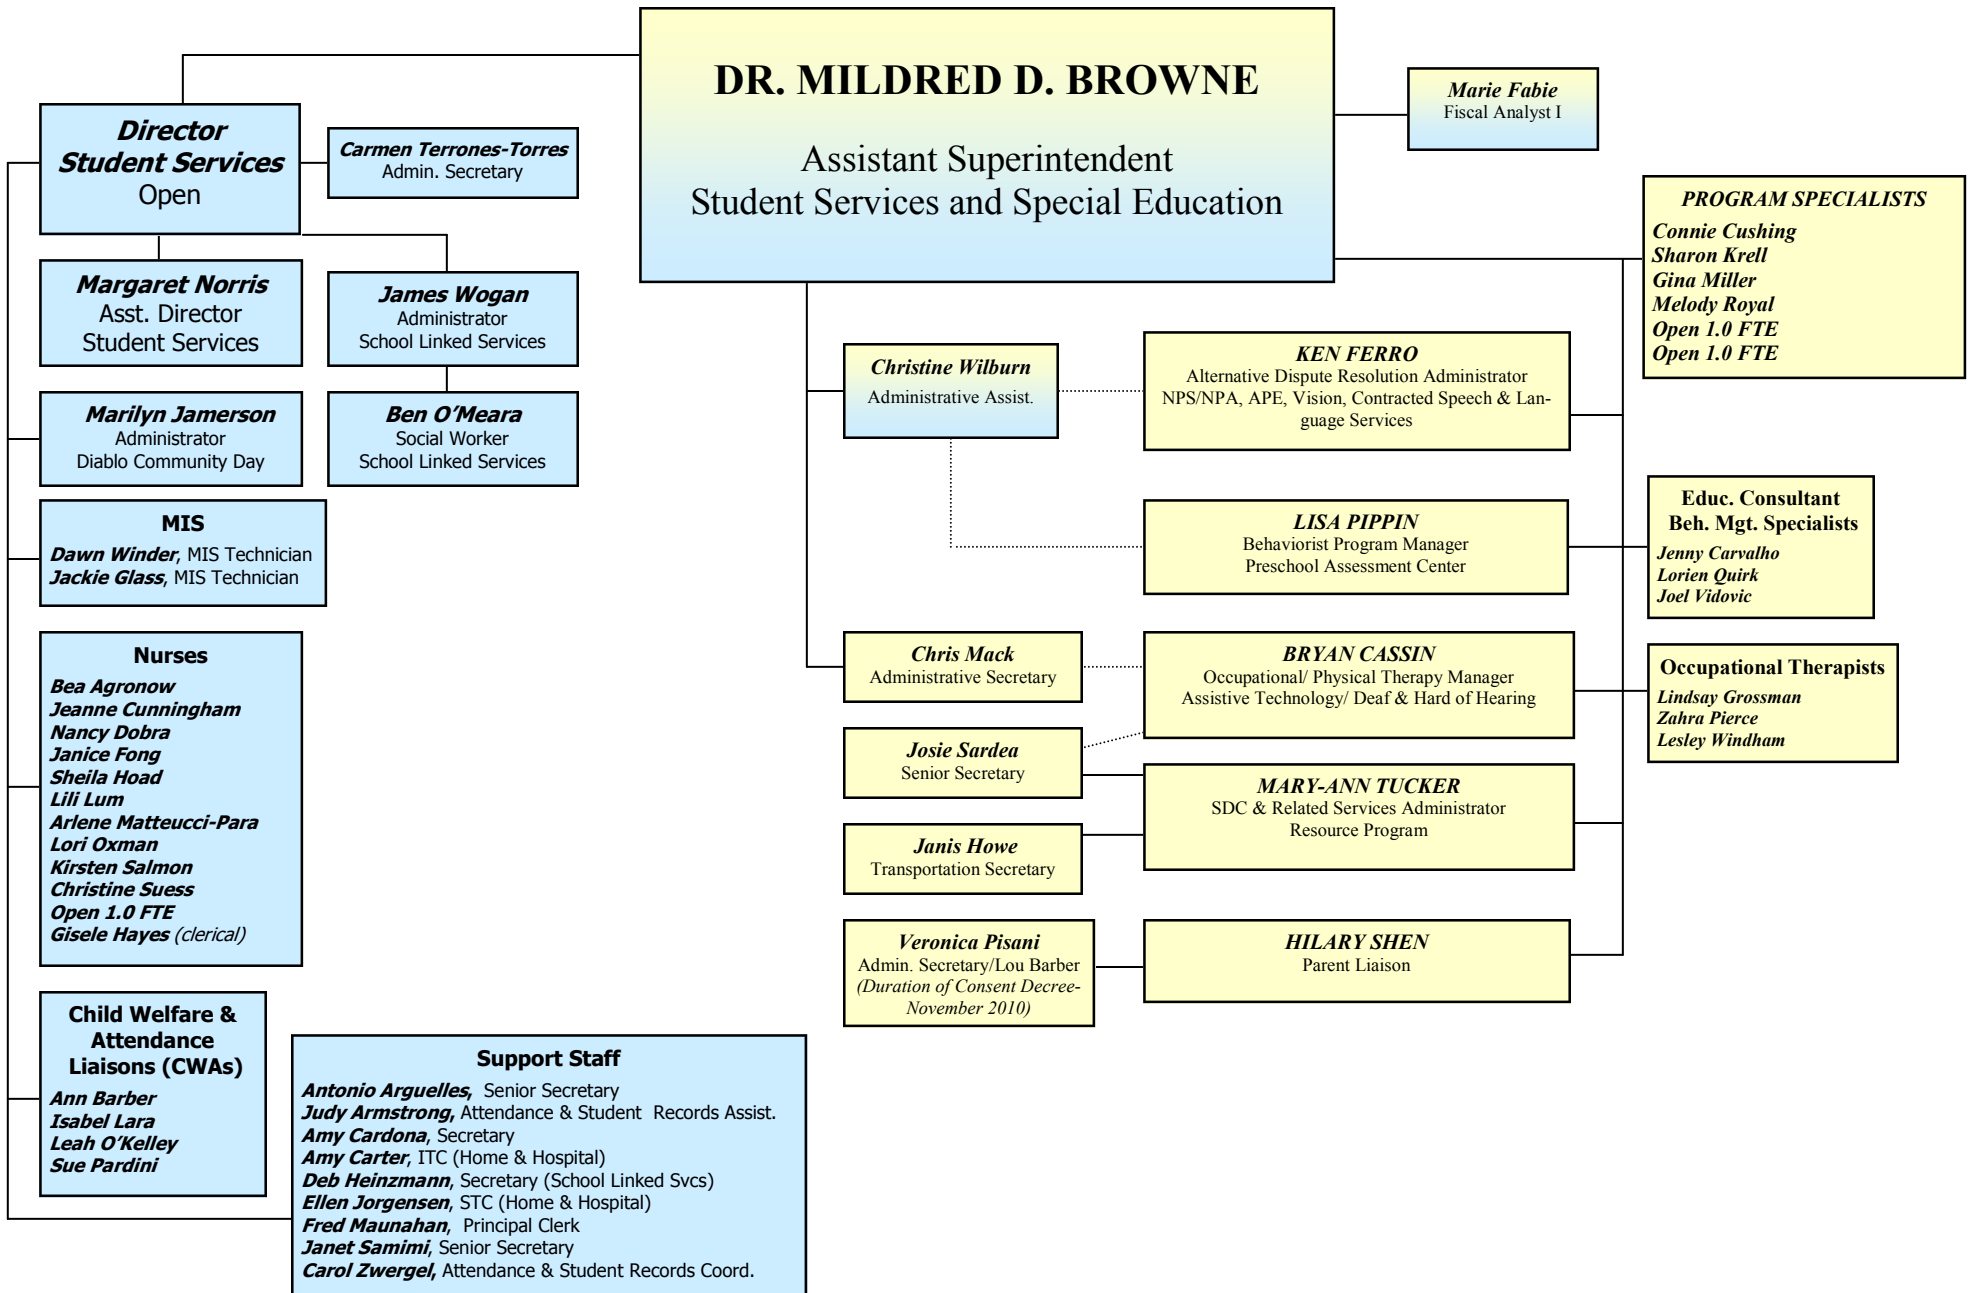 DR. MILDRED D. BROWNE
Assistant Superintendent
Student Services and Special Education
Marie Fabie
Fiscal Analyst I
Director
Student Services
Open
Carmen Terrones-Torres
Admin. Secretary
Margaret Norris
Asst. Director
Student Services
James Wogan
Administrator
School Linked Services
Marilyn Jamerson
Administrator
Diablo Community Day
Ben O’Meara
Social Worker
School Linked Services
MIS
Dawn Winder, MIS Technician
Jackie Glass, MIS Technician
Nurses
Bea Agronow
Jeanne Cunningham
Nancy Dobra
Janice Fong
Sheila Hoad
Lili Lum
Arlene Matteucci-Para
Lori Oxman
Kirsten Salmon
Christine Suess
Open 1.0 FTE
Gisele Hayes (clerical)
Child Welfare &
Attendance
Liaisons (CWAs)
Ann Barber
Isabel Lara
Leah O’Kelley
Sue Pardini
Support Staff
Antonio Arguelles, Senior Secretary
Judy Armstrong, Attendance & Student Records Assist.
Amy Cardona, Secretary
Amy Carter, ITC (Home & Hospital)
Deb Heinzmann, Secretary (School Linked Svcs)
Ellen Jorgensen, STC (Home & Hospital)
Fred Maunahan, Principal Clerk
Janet Samimi, Senior Secretary
Carol Zwergel, Attendance & Student Records Coord.
Christine Wilburn
Administrative Assist.
KEN FERRO
Alternative Dispute Resolution Administrator
NPS/NPA, APE, Vision, Contracted Speech & Lan-
guage Services
LISA PIPPIN
Behaviorist Program Manager
Preschool Assessment Center
Chris Mack
Administrative Secretary
BRYAN CASSIN
Occupational/ Physical Therapy Manager
Assistive Technology/ Deaf & Hard of Hearing
Josie Sardea
Senior Secretary
MARY-ANN TUCKER
SDC & Related Services Administrator
Resource Program
Janis Howe
Transportation Secretary
Veronica Pisani
Admin. Secretary/Lou Barber
(Duration of Consent Decree-
November 2010)
HILARY SHEN
Parent Liaison
PROGRAM SPECIALISTS
Connie Cushing
Sharon Krell
Gina Miller
Melody Royal
Open 1.0 FTE
Open 1.0 FTE
Educ. Consultant
Beh. Mgt. Specialists
Jenny Carvalho
Lorien Quirk
Joel Vidovic
Occupational Therapists
Lindsay Grossman
Zahra Pierce
Lesley Windham